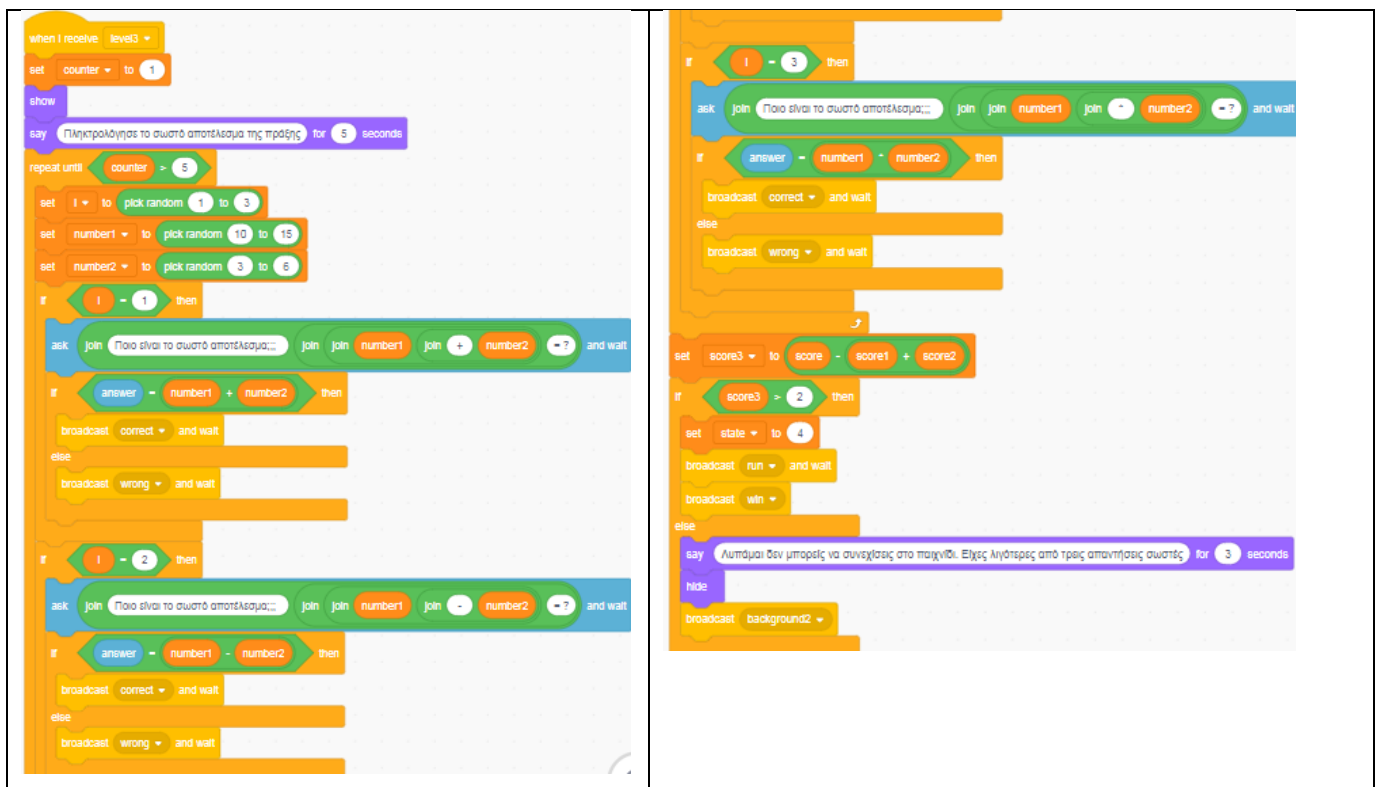 when I receive level3
set counter to 1
show
say Πληκτρολόγησε το σωστό αποτέλεσμα της πράξης for 5 seconds
repeat until counter > 5
set I to pick random 1 to 3
set number1 to pick random 10 to 15
set number2 to pick random 3 to 6
if I = 1 then
ask join Ποιο είναι το σωστό αποτέλεσμα;;; join join number1 join + number2 = ? and wait
if answer = number1 + number2 then
broadcast correct and wait
else
broadcast wrong and wait
if I = 2 then
ask join Ποιο είναι το σωστό αποτέλεσμα;;; join join number1 join - number2 = ? and wait
if answer = number1 - number2 then
broadcast correct and wait
else
broadcast wrong and wait
if I = 3 then
ask join Ποιο είναι το σωστό αποτέλεσμα;;; join join number1 join * number2 = ? and wait
if answer = number1 * number2 then
broadcast correct and wait
else
broadcast wrong and wait
set score3 to score - score1 + score2
if score3 > 2 then
set state to 4
broadcast run and wait
broadcast win
else
say Λυπάμαι δεν μπορείς να συνεχίσεις στο παιχνίδι. Είχες λιγότερες από τρεις απαντήσεις σωστές for 3 seconds
hide
broadcast background2